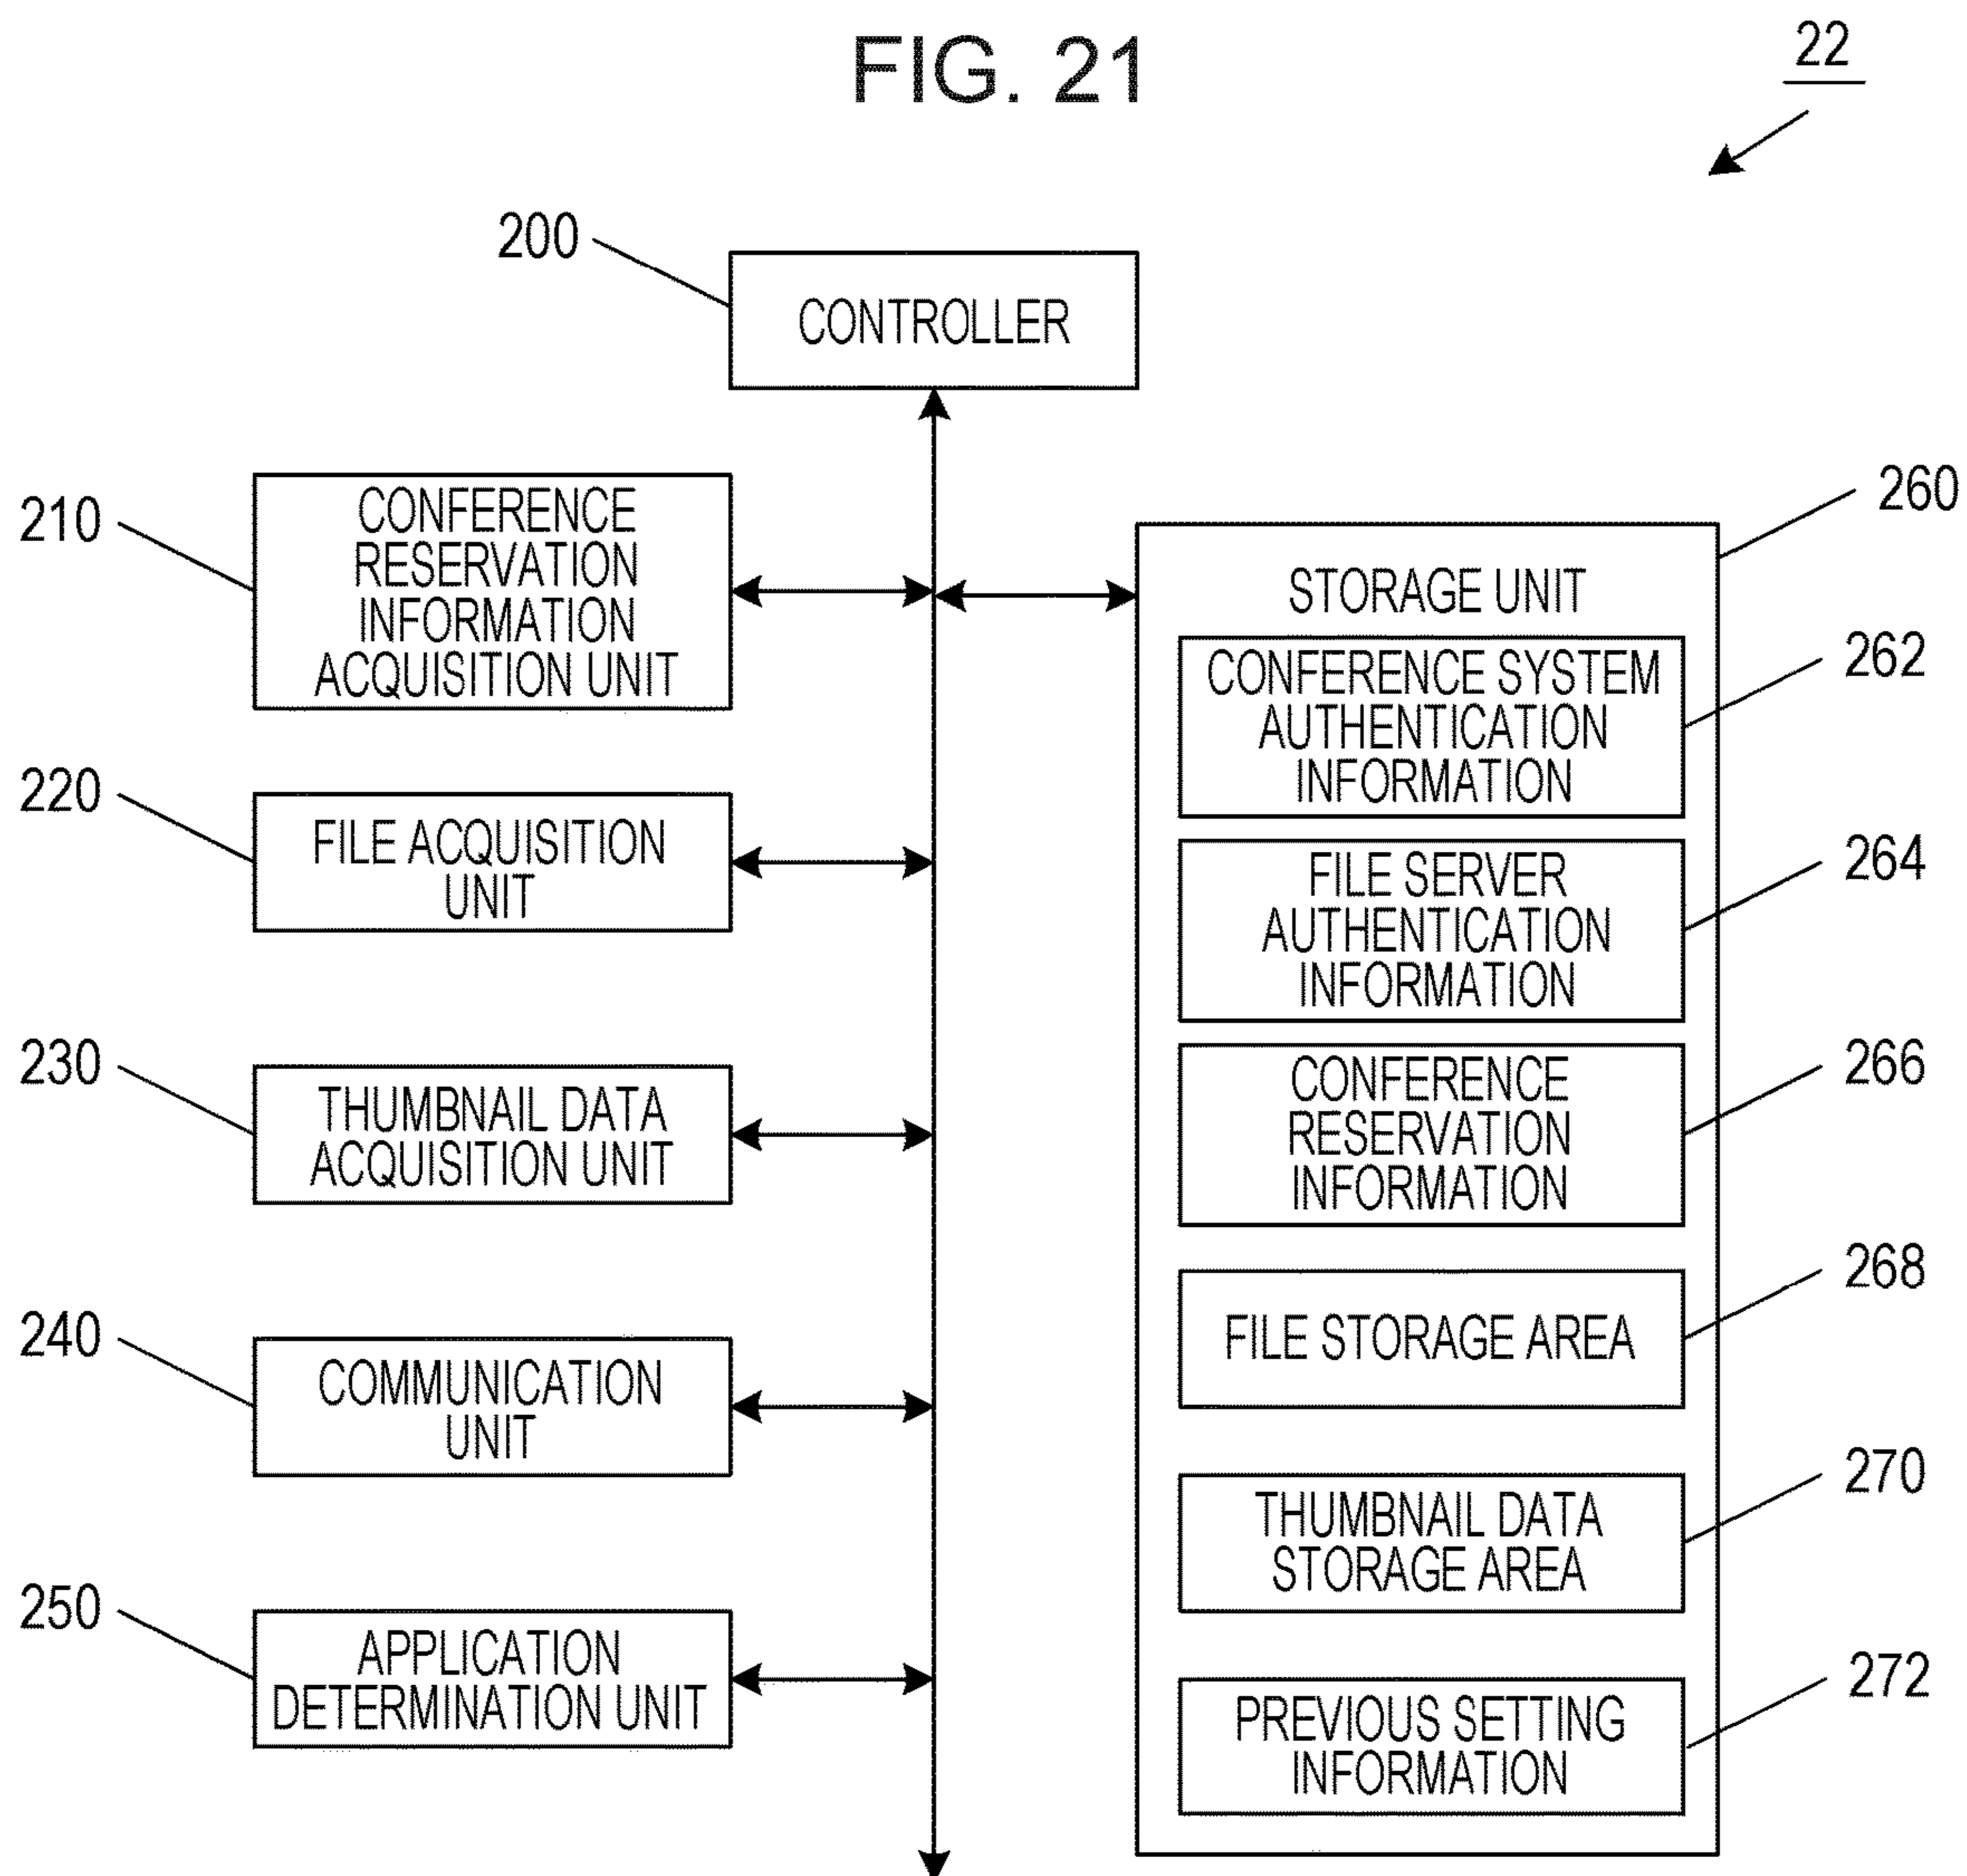 FIG. 21
22
200
CONTROLLER
210
CONFERENCE
RESERVATION
INFORMATION
ACQUISITION UNIT
220
FILE ACQUISITION
UNIT
230
THUMBNAIL DATA
ACQUISITION UNIT
240
COMMUNICATION
UNIT
250
APPLICATION
DETERMINATION UNIT
260
STORAGE UNIT
262
CONFERENCE SYSTEM
AUTHENTICATION
INFORMATION
264
FILE SERVER
AUTHENTICATION
INFORMATION
266
CONFERENCE
RESERVATION
INFORMATION
268
FILE STORAGE AREA
270
THUMBNAIL DATA
STORAGE AREA
272
PREVIOUS SETTING
INFORMATION